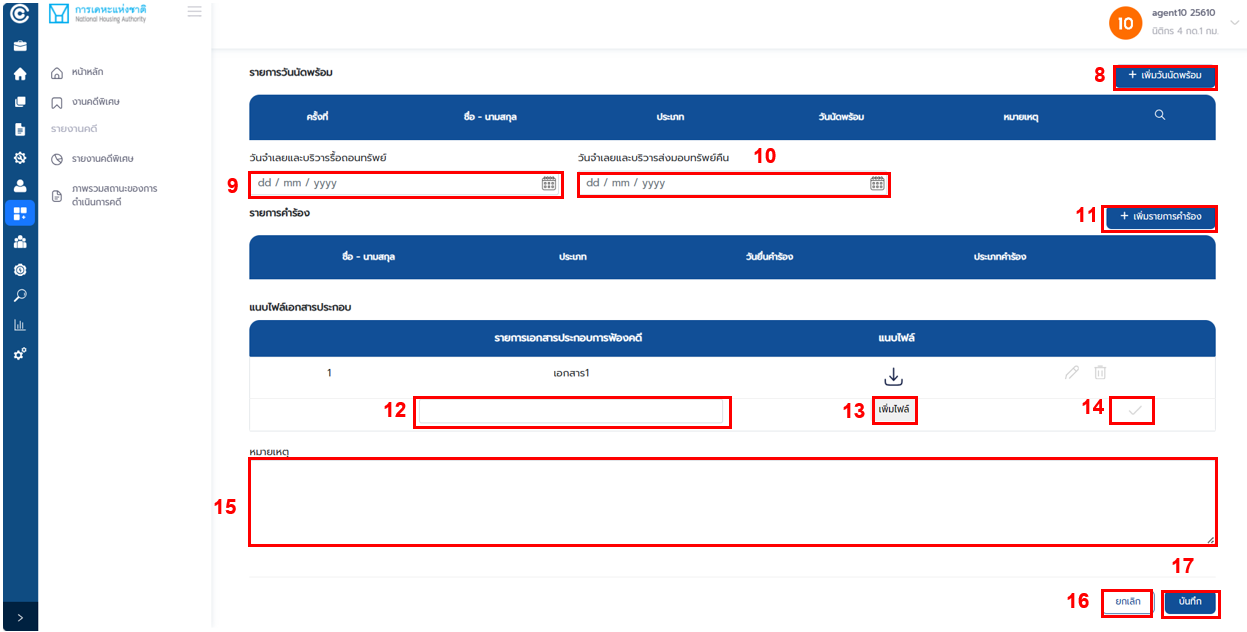 การเคหะแห่งชาติ
National Housing Authority
agent10 25610
10
นิติกร 4 กด.1 กม.
หน้าหลัก
งานคดีพิเศษ
รายงานคดี
รายงานคดีพิเศษ
ภาพรวมสถานะของการ
ดำเนินการคดี
รายการวันนัดพร้อม
8
+ เพิ่มวันนัดพร้อม
ครั้งที่ ชื่อ - นามสกุล ประเภท วันนัดพร้อม หมายเหตุ
วันจำเลยและบริวารรื้อถอนทรัพย์
วันจำเลยและบริวารส่งมอบทรัพย์คืน
10
9
dd / mm / yyyy
dd / mm / yyyy
รายการคำร้อง
11
+ เพิ่มรายการคำร้อง
ชื่อ - นามสกุล ประเภท วันยื่นคำร้อง ประเภทคำร้อง
แนบไฟล์เอกสารประกอบ
รายการเอกสารประกอบการฟ้องคดี แนบไฟล์
1 เอกสาร1
12
13
เพิ่มไฟล์
14
หมายเหตุ
15
17
16
ยกเลิก
บันทึก